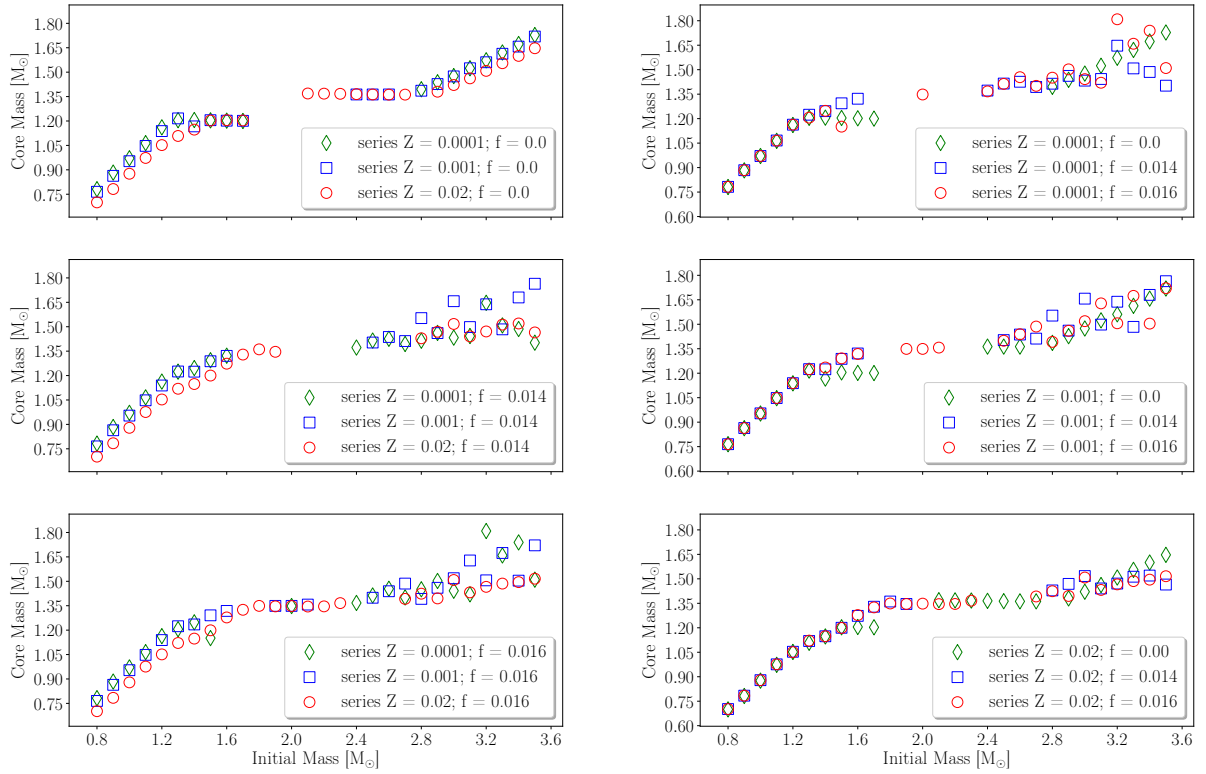 1.80
1.65
1.50
1.35
1.20
1.05
0.90
0.75
Core Mass [M⊙]
series Z = 0.0001; f = 0.0
series Z = 0.001; f = 0.0
series Z = 0.02; f = 0.0
1.80
1.65
1.50
1.35
1.20
1.05
0.90
0.75
0.60
Core Mass [M⊙]
series Z = 0.0001; f = 0.0
series Z = 0.0001; f = 0.014
series Z = 0.0001; f = 0.016
1.80
1.65
1.50
1.35
1.20
1.05
0.90
0.75
Core Mass [M⊙]
series Z = 0.0001; f = 0.014
series Z = 0.001; f = 0.014
series Z = 0.02; f = 0.014
1.80
1.65
1.50
1.35
1.20
1.05
0.90
0.75
0.60
Core Mass [M⊙]
series Z = 0.001; f = 0.0
series Z = 0.001; f = 0.014
series Z = 0.001; f = 0.016
1.80
1.65
1.50
1.35
1.20
1.05
0.90
0.75
Core Mass [M⊙]
series Z = 0.0001; f = 0.016
series Z = 0.001; f = 0.016
series Z = 0.02; f = 0.016
0.8 1.2 1.6 2.0 2.4 2.8 3.2 3.6
Initial Mass [M⊙]
1.80
1.65
1.50
1.35
1.20
1.05
0.90
0.75
0.60
Core Mass [M⊙]
series Z = 0.02; f = 0.00
series Z = 0.02; f = 0.014
series Z = 0.02; f = 0.016
0.8 1.2 1.6 2.0 2.4 2.8 3.2 3.6
Initial Mass [M⊙]